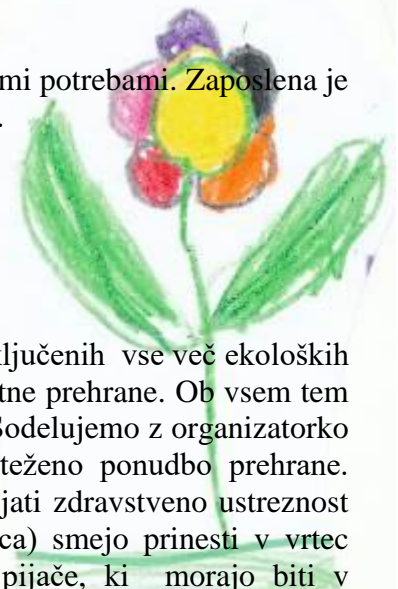 mi potrebami. Zaposlena je
.
ključenih vse več ekoloških
tne prehrane. Ob vsem tem
Sodelujemo z organizatorko
teženo ponudbo prehrane.
jati zdravstveno ustreznost
ca) smejo prinesti v vrtec
pijače, ki morajo biti v